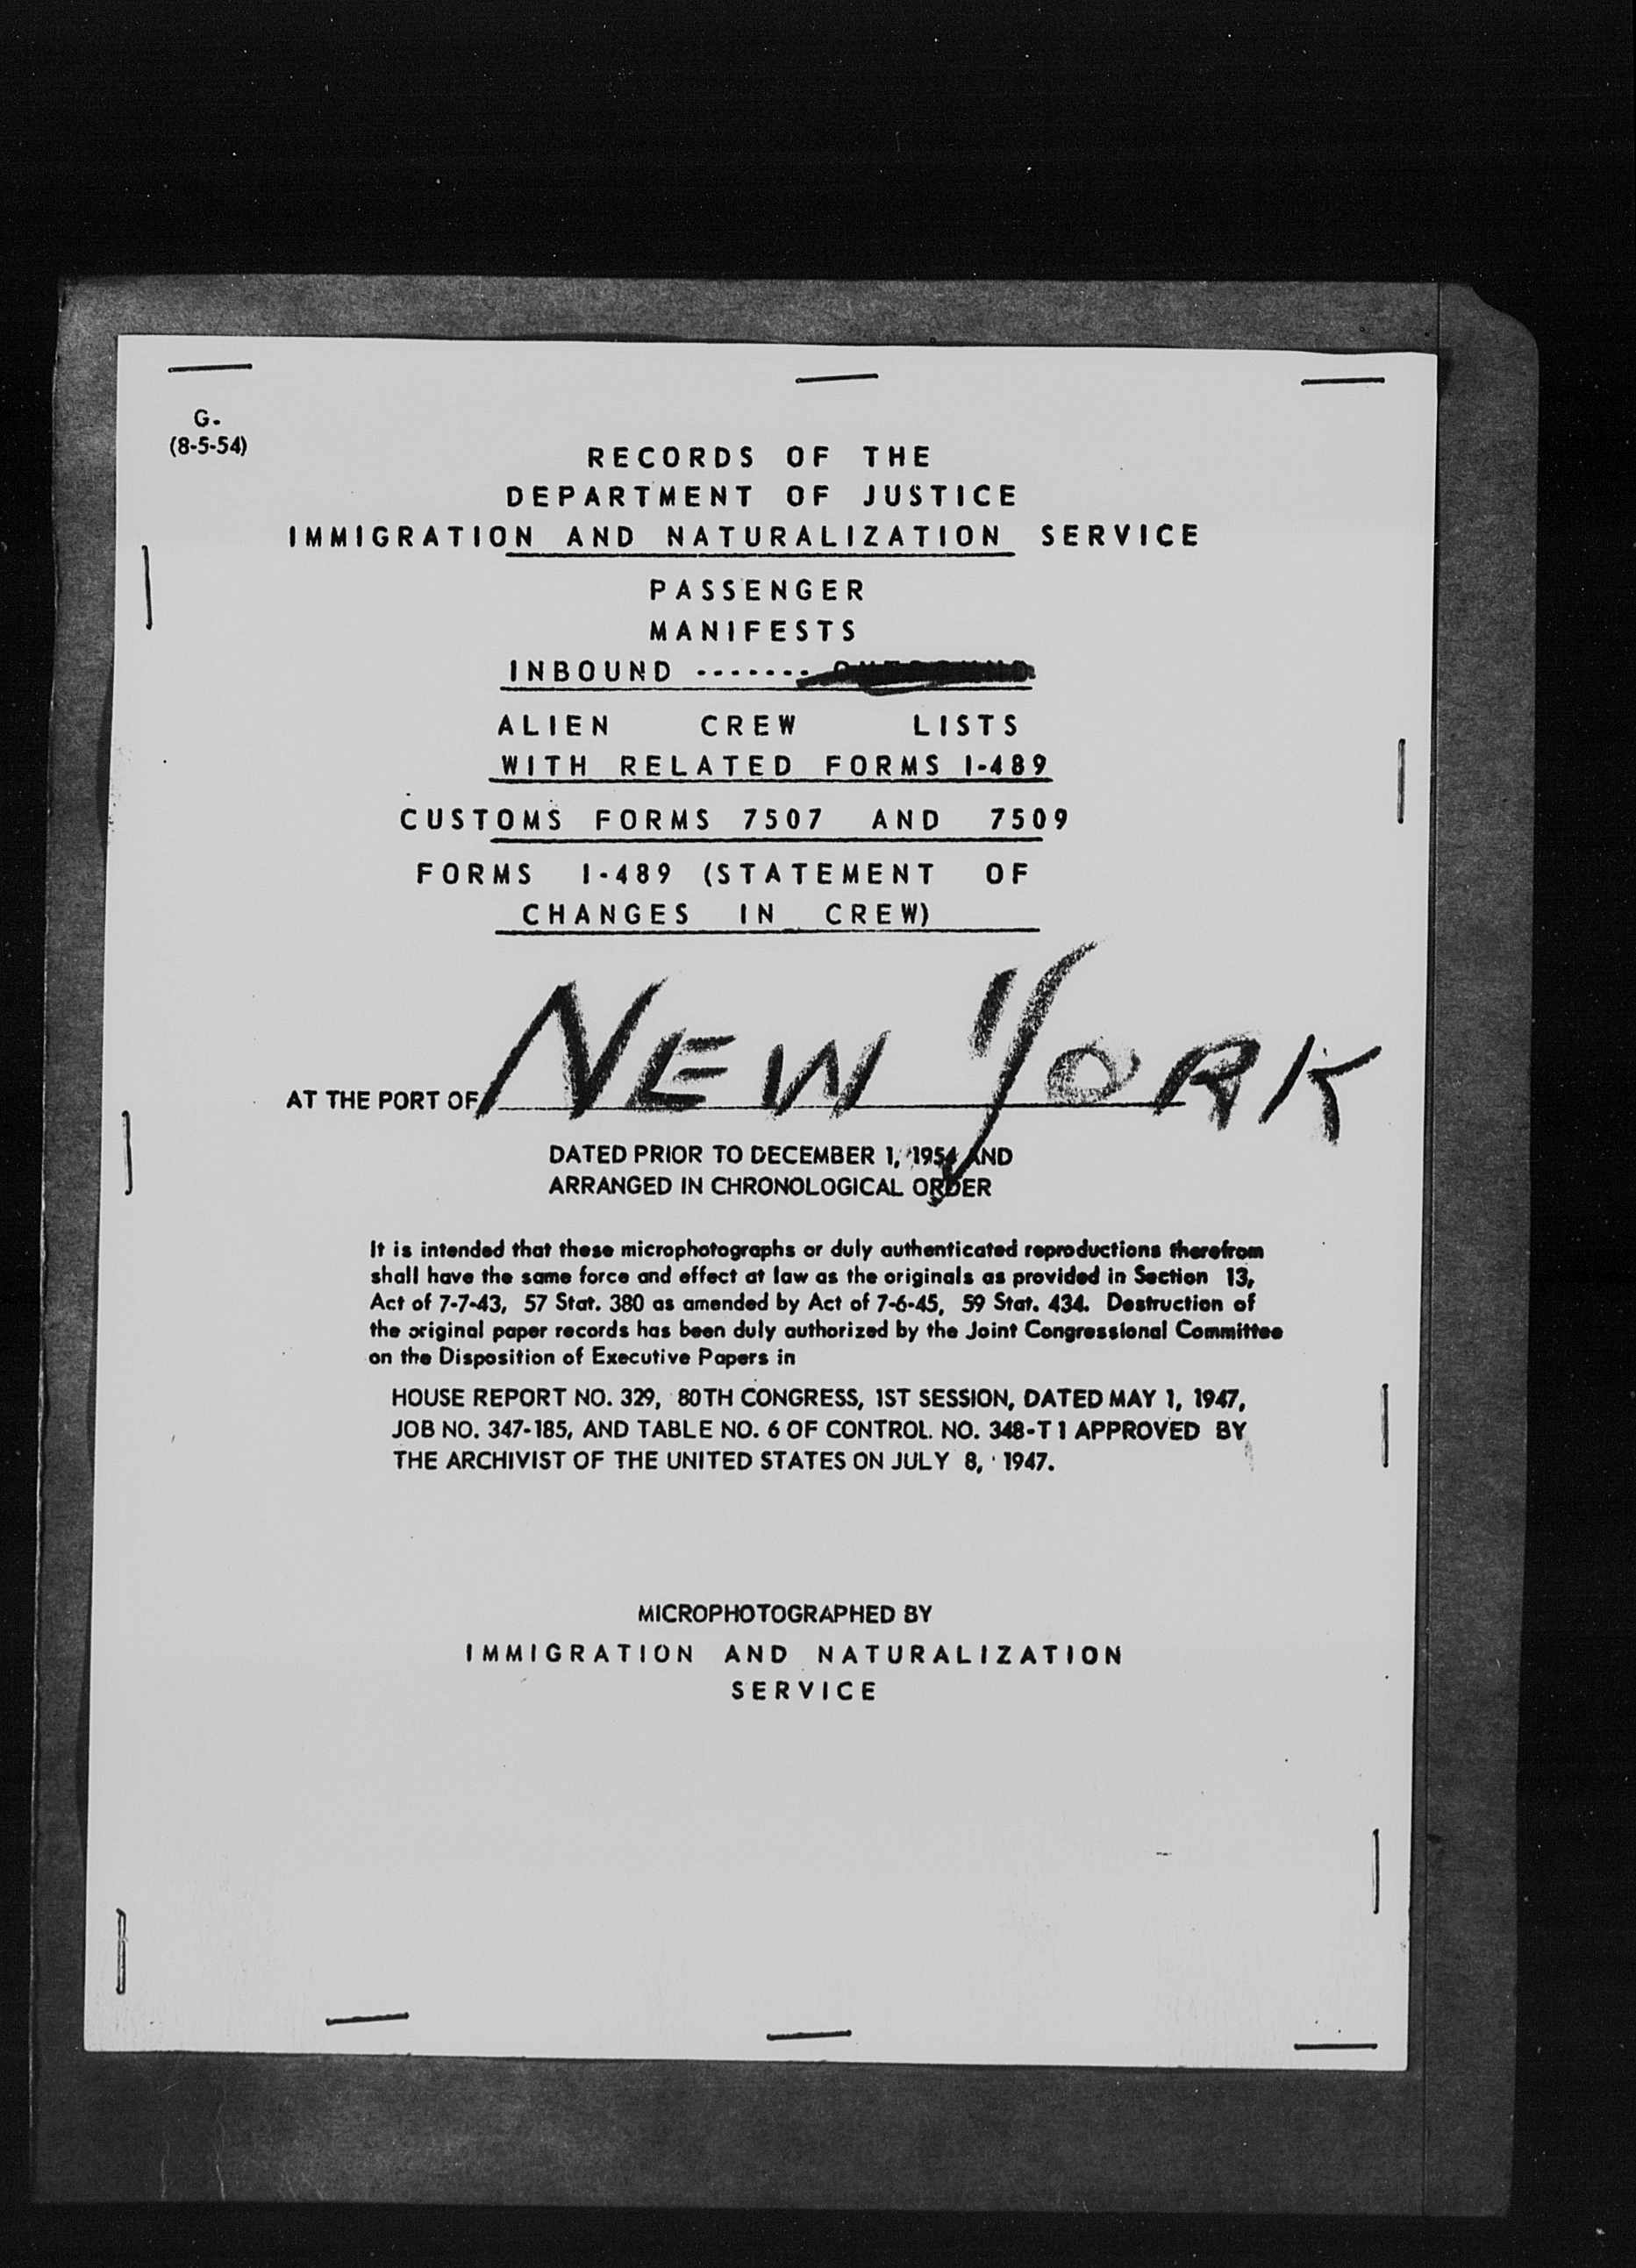 G-
(8-5-54)
RECORDS OF THE
DEPARTMENT OF JUSTICE
IMMIGRATION AND NATURALIZATION SERVICE
PASSENGER
MANIFESTS
INBOUND -------
ALIEN CREW LISTS
WITH RELATED FORMS I-489
CUSTOMS FORMS 7507 AND 7509
FORMS I-489 (STATEMENT OF
CHANGES IN CREW)
AT THE PORT OF NEW YORK
DATED PRIOR TO DECEMBER 1, 1954 AND
ARRANGED IN CHRONOLOGICAL ORDER
It is intended that these microphotographs or duly authenticated reproductions therefrom
shall have the same force and effect at law as the originals as provided in Section 13,
Act of 7-7-43, 57 Stat. 380 as amended by Act of 7-6-45, 59 Stat. 434. Destruction of
the original paper records has been duly authorized by the Joint Congressional Committee
on the Disposition of Executive Papers in
HOUSE REPORT NO. 329, 80TH CONGRESS, 1ST SESSION, DATED MAY 1, 1947,
JOB NO. 347-185, AND TABLE NO. 6 OF CONTROL. NO. 348-T 1 APPROVED BY
THE ARCHIVIST OF THE UNITED STATES ON JULY 8, 1947.
MICROPHOTOGRAPHED BY
IMMIGRATION AND NATURALIZATION
SERVICE